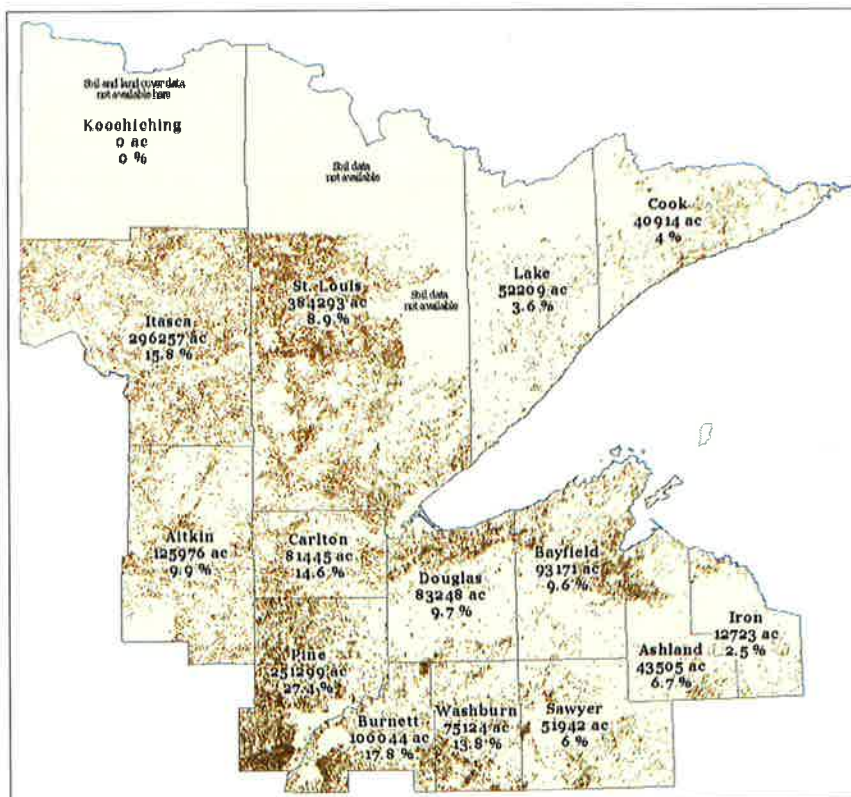 Soil and land cover data
not available here
Koochiching
0 ac
0 %
Soil data
not available
Cook
40914 ac
4 %
Lake
52209 ac
3.6 %
St. Louis
384293 ac
8.9 %
Soil data
not available
Itasca
296257 ac
15.8 %
Aitkin
125976 ac
9.9 %
Carlton
81445 ac
14.6 %
Douglas
83248 ac
9.7 %
Bayfield
93171 ac
9.6 %
Iron
12723 ac
2.5 %
Ashland
43505 ac
6.7 %
Pine
251299 ac
27.4 %
Burnett
100044 ac
17.8 %
Washburn
75124 ac
13.8 %
Sawyer
51942 ac
6 %